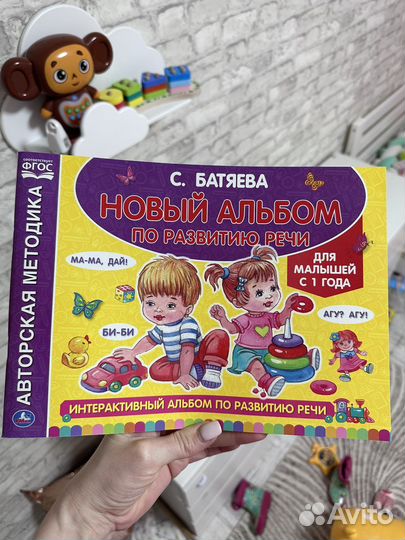 СООТВЕТСТВУЕТ
ФГОС
АВТОРСКАЯ МЕТОДИКА
С. БАТЯЕВА
НОВЫЙ АЛЬБОМ
ПО РАЗВИТИЮ РЕЧИ
ДЛЯ
МАЛЫШЕЙ
С 1 ГОДА
МА-МА, ДАЙ!
БИ-БИ
АГУ? АГУ!
ИНТЕРАКТИВНЫЙ АЛЬБОМ ПО РАЗВИТИЮ РЕЧИ
Avito